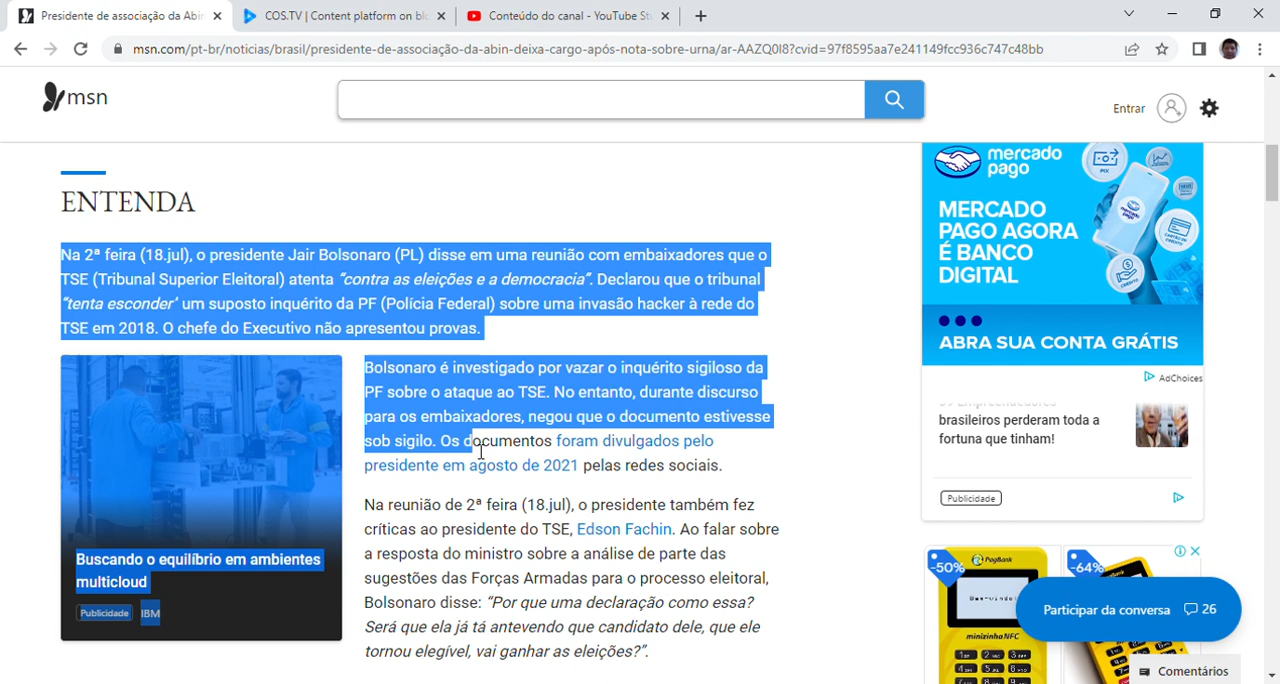 Presidente de associação da Abin
COS.TV | Content platform on bl
Conteúdo do canal - YouTube St
msn.com/pt-br/noticias/brasil/presidente-de-associação-da-abin-deixa-cargo-após-nota-sobre-urna/ar-AAZQ0I8?cvid=97f8595aa7e241149fcc936c747c48bb
msn
Entrar
ENTENDA
Na 2ª feira (18.jul), o presidente Jair Bolsonaro (PL) disse em uma reunião com embaixadores que o
TSE (Tribunal Superior Eleitoral) atenta “contra as eleições e a democracia”. Declarou que o tribunal
“tenta esconder‘ um suposto inquérito da PF (Polícia Federal) sobre uma invasão hacker à rede do
TSE em 2018. O chefe do Executivo não apresentou provas.
Buscando o equilíbrio em ambientes
multicloud
Publicidade
IBM
Bolsonaro é investigado por vazar o inquérito sigiloso da
PF sobre o ataque ao TSE. No entanto, durante discurso
para os embaixadores, negou que o documento estivesse
sob sigilo. Os documentos foram divulgados pelo
presidente em agosto de 2021 pelas redes sociais.
Na reunião de 2ª feira (18.jul), o presidente também fez
críticas ao presidente do TSE, Edson Fachin. Ao falar sobre
a resposta do ministro sobre a análise de parte das
sugestões das Forças Armadas para o processo eleitoral,
Bolsonaro disse: “Por que uma declaração como essa?
Será que ela já tá antevendo que candidato dele, que ele
tornou elegível, vai ganhar as eleições?”.
mercado
pago
PIX
MERCADO
PAGO AGORA
É BANCO
DIGITAL
ABRA SUA CONTA GRÁTIS
AdChoices
brasileiros perderam toda a
fortuna que tinham!
Publicidade
-50%
PagBank
minizinha NFC
-64%
Participar da conversa 26
Comentários